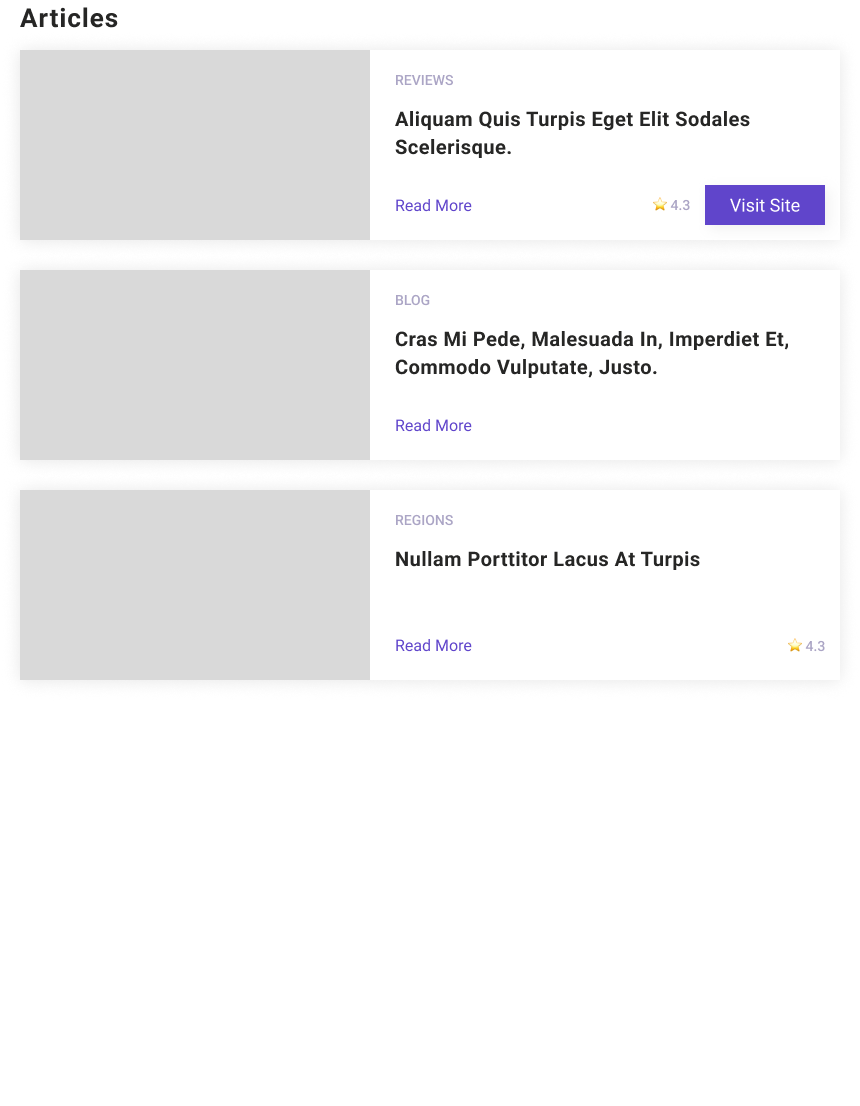 Articles
REVIEWS
Aliquam Quis Turpis Eget Elit Sodales
Scelerisque.
Read More
4.3
Visit Site
BLOG
Cras Mi Pede, Malesuada In, Imperdiet Et,
Commodo Vulputate, Justo.
Read More
REGIONS
Nullam Porttitor Lacus At Turpis
Read More
4.3